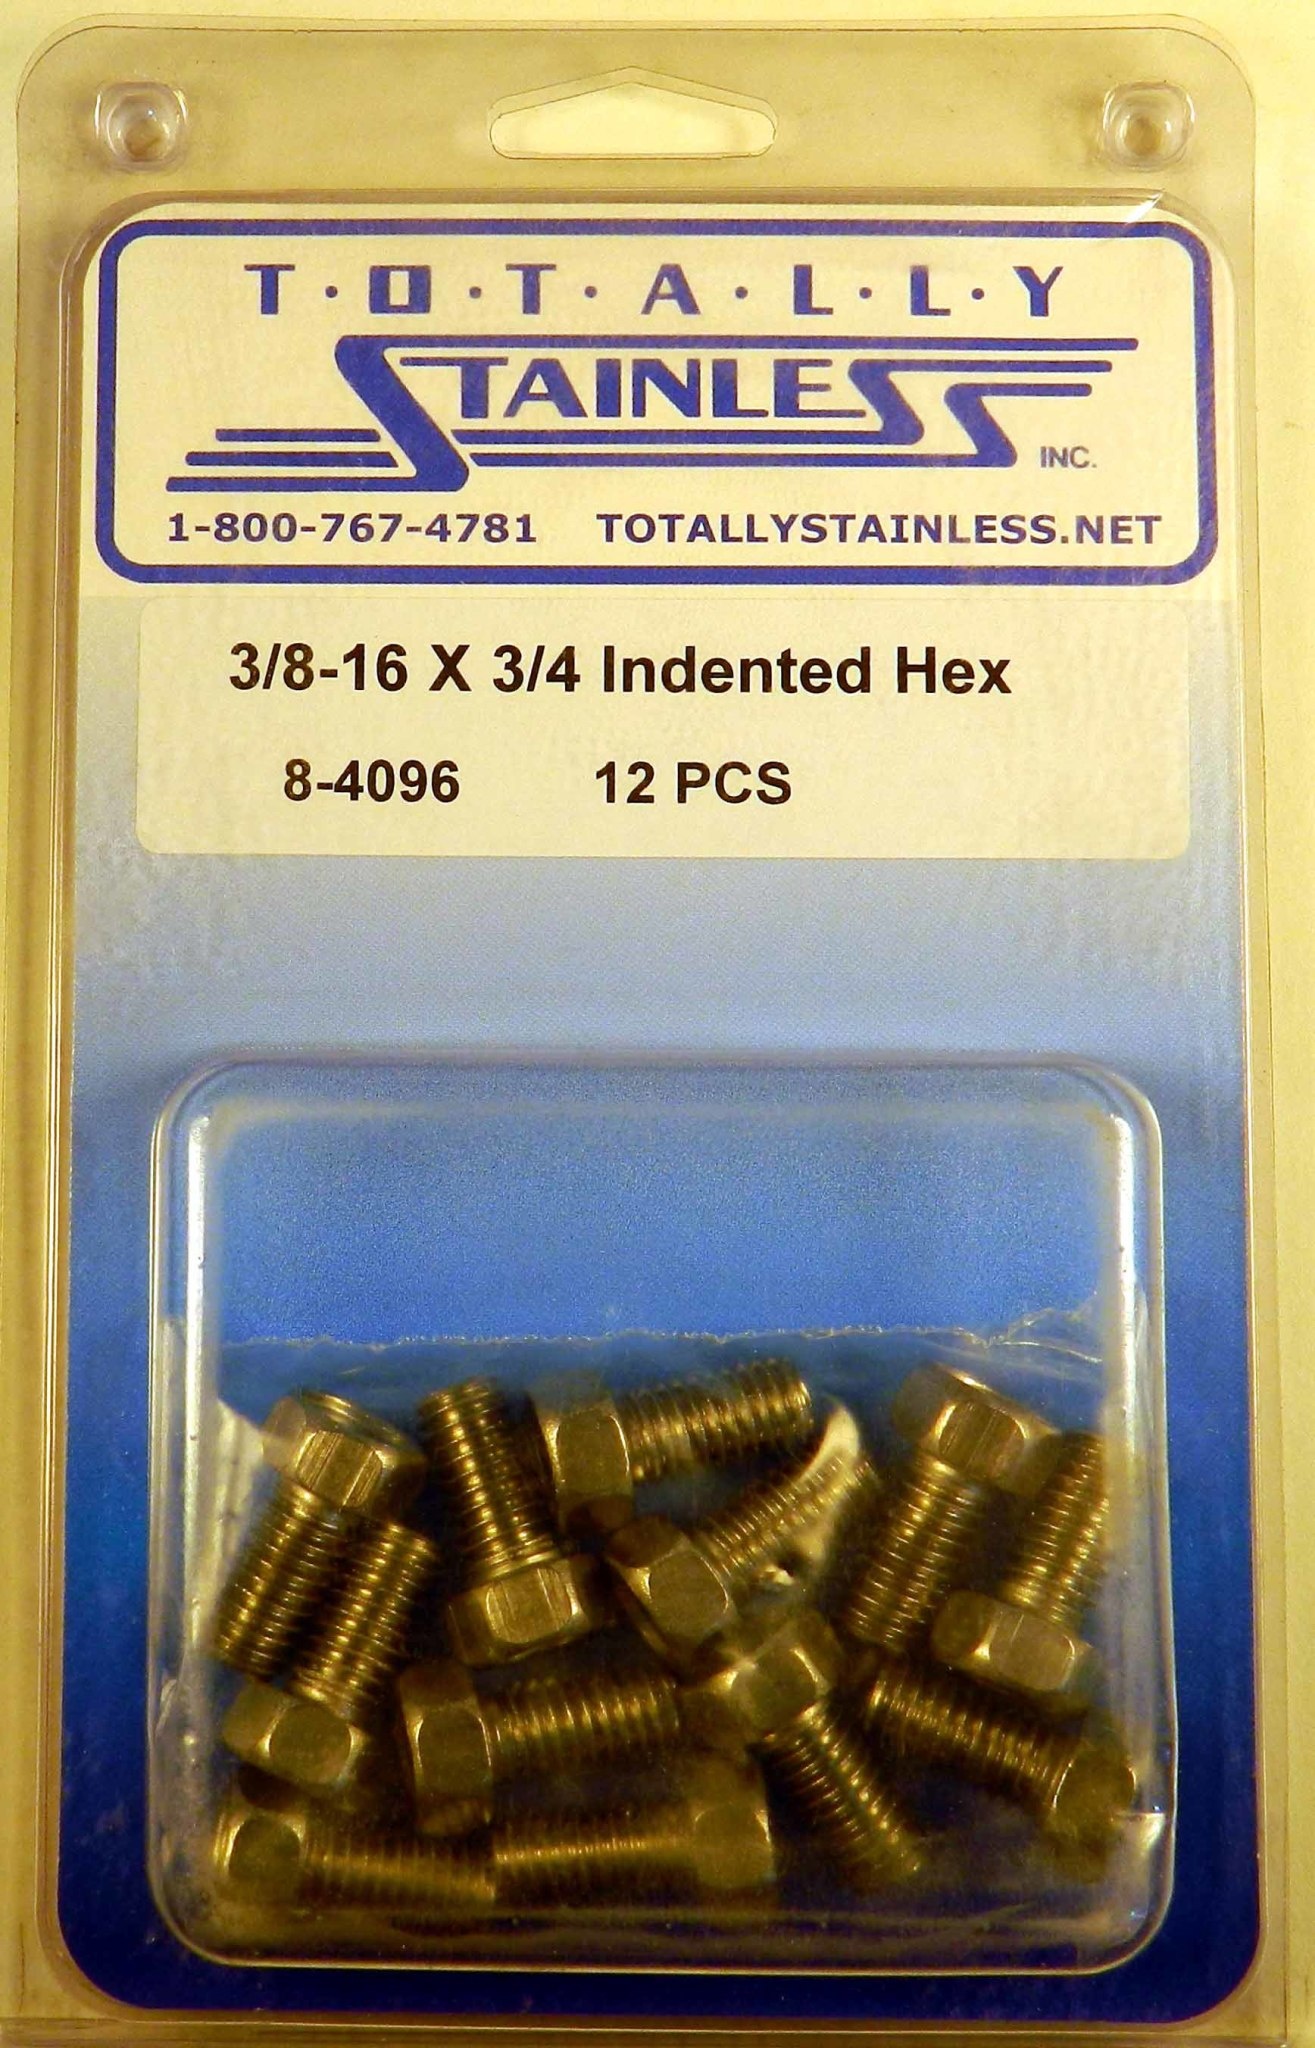 T·O·T·A·L·L·Y
STAINLESS INC.
1-800-767-4781 TOTALLYSTAINLESS.NET
3/8-16 X 3/4 Indented Hex
8-4096 12 PCS